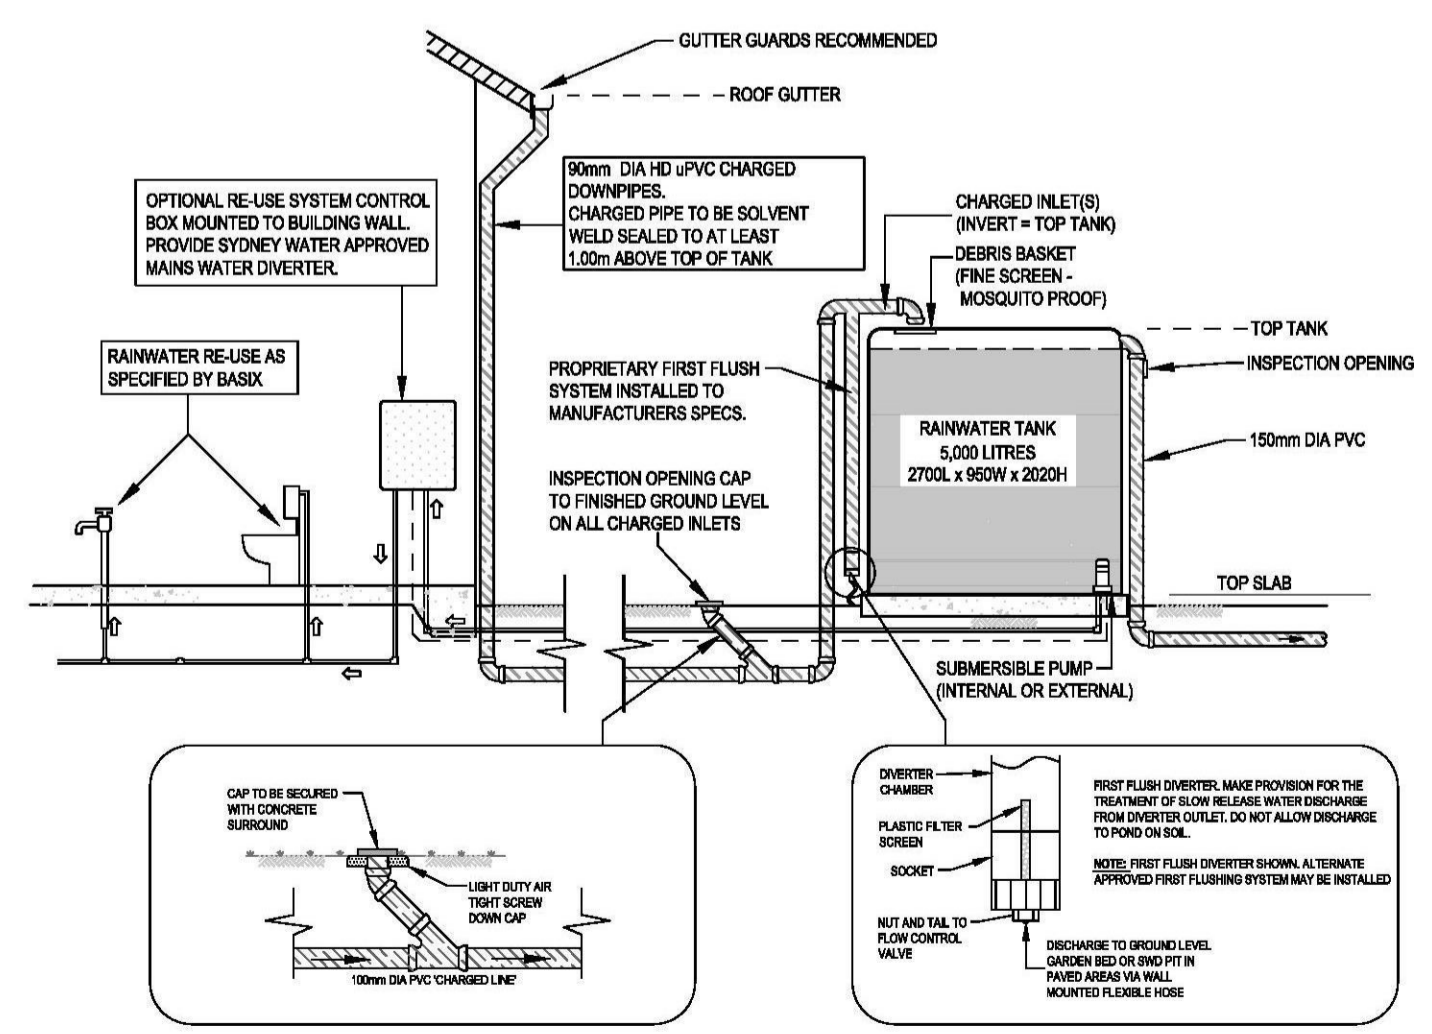 GUTTER GUARDS RECOMMENDED
ROOF GUTTER
90mm DIA HD uPVC CHARGED
DOWNPIPES.
CHARGED PIPE TO BE SOLVENT
WELD SEALED TO AT LEAST
1.00m ABOVE TOP OF TANK
OPTIONAL RE-USE SYSTEM CONTROL
BOX MOUNTED TO BUILDING WALL.
PROVIDE SYDNEY WATER APPROVED
MAINS WATER DIVERTER.
CHARGED INLET(S)
(INVERT = TOP TANK)
DEBRIS BASKET
(FINE SCREEN -
MOSQUITO PROOF)
TOP TANK
INSPECTION OPENING
RAINWATER RE-USE AS
SPECIFIED BY BASIX
PROPRIETARY FIRST FLUSH
SYSTEM INSTALLED TO
MANUFACTURERS SPECS.
RAINWATER TANK
5,000 LITRES
2700L x 950W x 2020H
150mm DIA PVC
INSPECTION OPENING CAP
TO FINISHED GROUND LEVEL
ON ALL CHARGED INLETS
TOP SLAB
SUBMERSIBLE PUMP
(INTERNAL OR EXTERNAL)
CAP TO BE SECURED
WITH CONCRETE
SURROUND
LIGHT DUTY AIR
TIGHT SCREW
DOWN CAP
100mm DIA PVC 'CHARGED LINE'
DIVERTER
CHAMBER
PLASTIC FILTER
SCREEN
SOCKET
NUT AND TAIL TO
FLOW CONTROL
VALVE
FIRST FLUSH DIVERTER. MAKE PROVISION FOR THE
TREATMENT OF SLOW RELEASE WATER DISCHARGE
FROM DIVERTER OUTLET. DO NOT ALLOW DISCHARGE
TO POND ON SOIL.
NOTE: FIRST FLUSH DIVERTER SHOWN. ALTERNATE
APPROVED FIRST FLUSHING SYSTEM MAY BE INSTALLED
DISCHARGE TO GROUND LEVEL
GARDEN BED OR SWD PIT IN
PAVED AREAS VIA WALL
MOUNTED FLEXIBLE HOSE